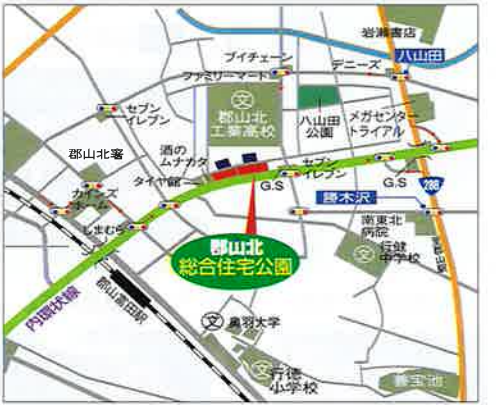 岩瀬書店
八山田
ブイチェーン
デニーズ
ファミリーマート
文
郡山北
工業高校
八山田
公園
メガセンター
トライアル
セブン
イレブン
酒の
ムナカタ
郡山北署
タイヤ館
セブン
イレブン
G.S
G.S
カインズ
ホーム
勝木沢
288
しまむら
郡山北
総合住宅公園
南東北
病院
文
行健
中学校
内環状線
郡山富田駅
文
奥羽大学
文
行徳
小学校
善宝池